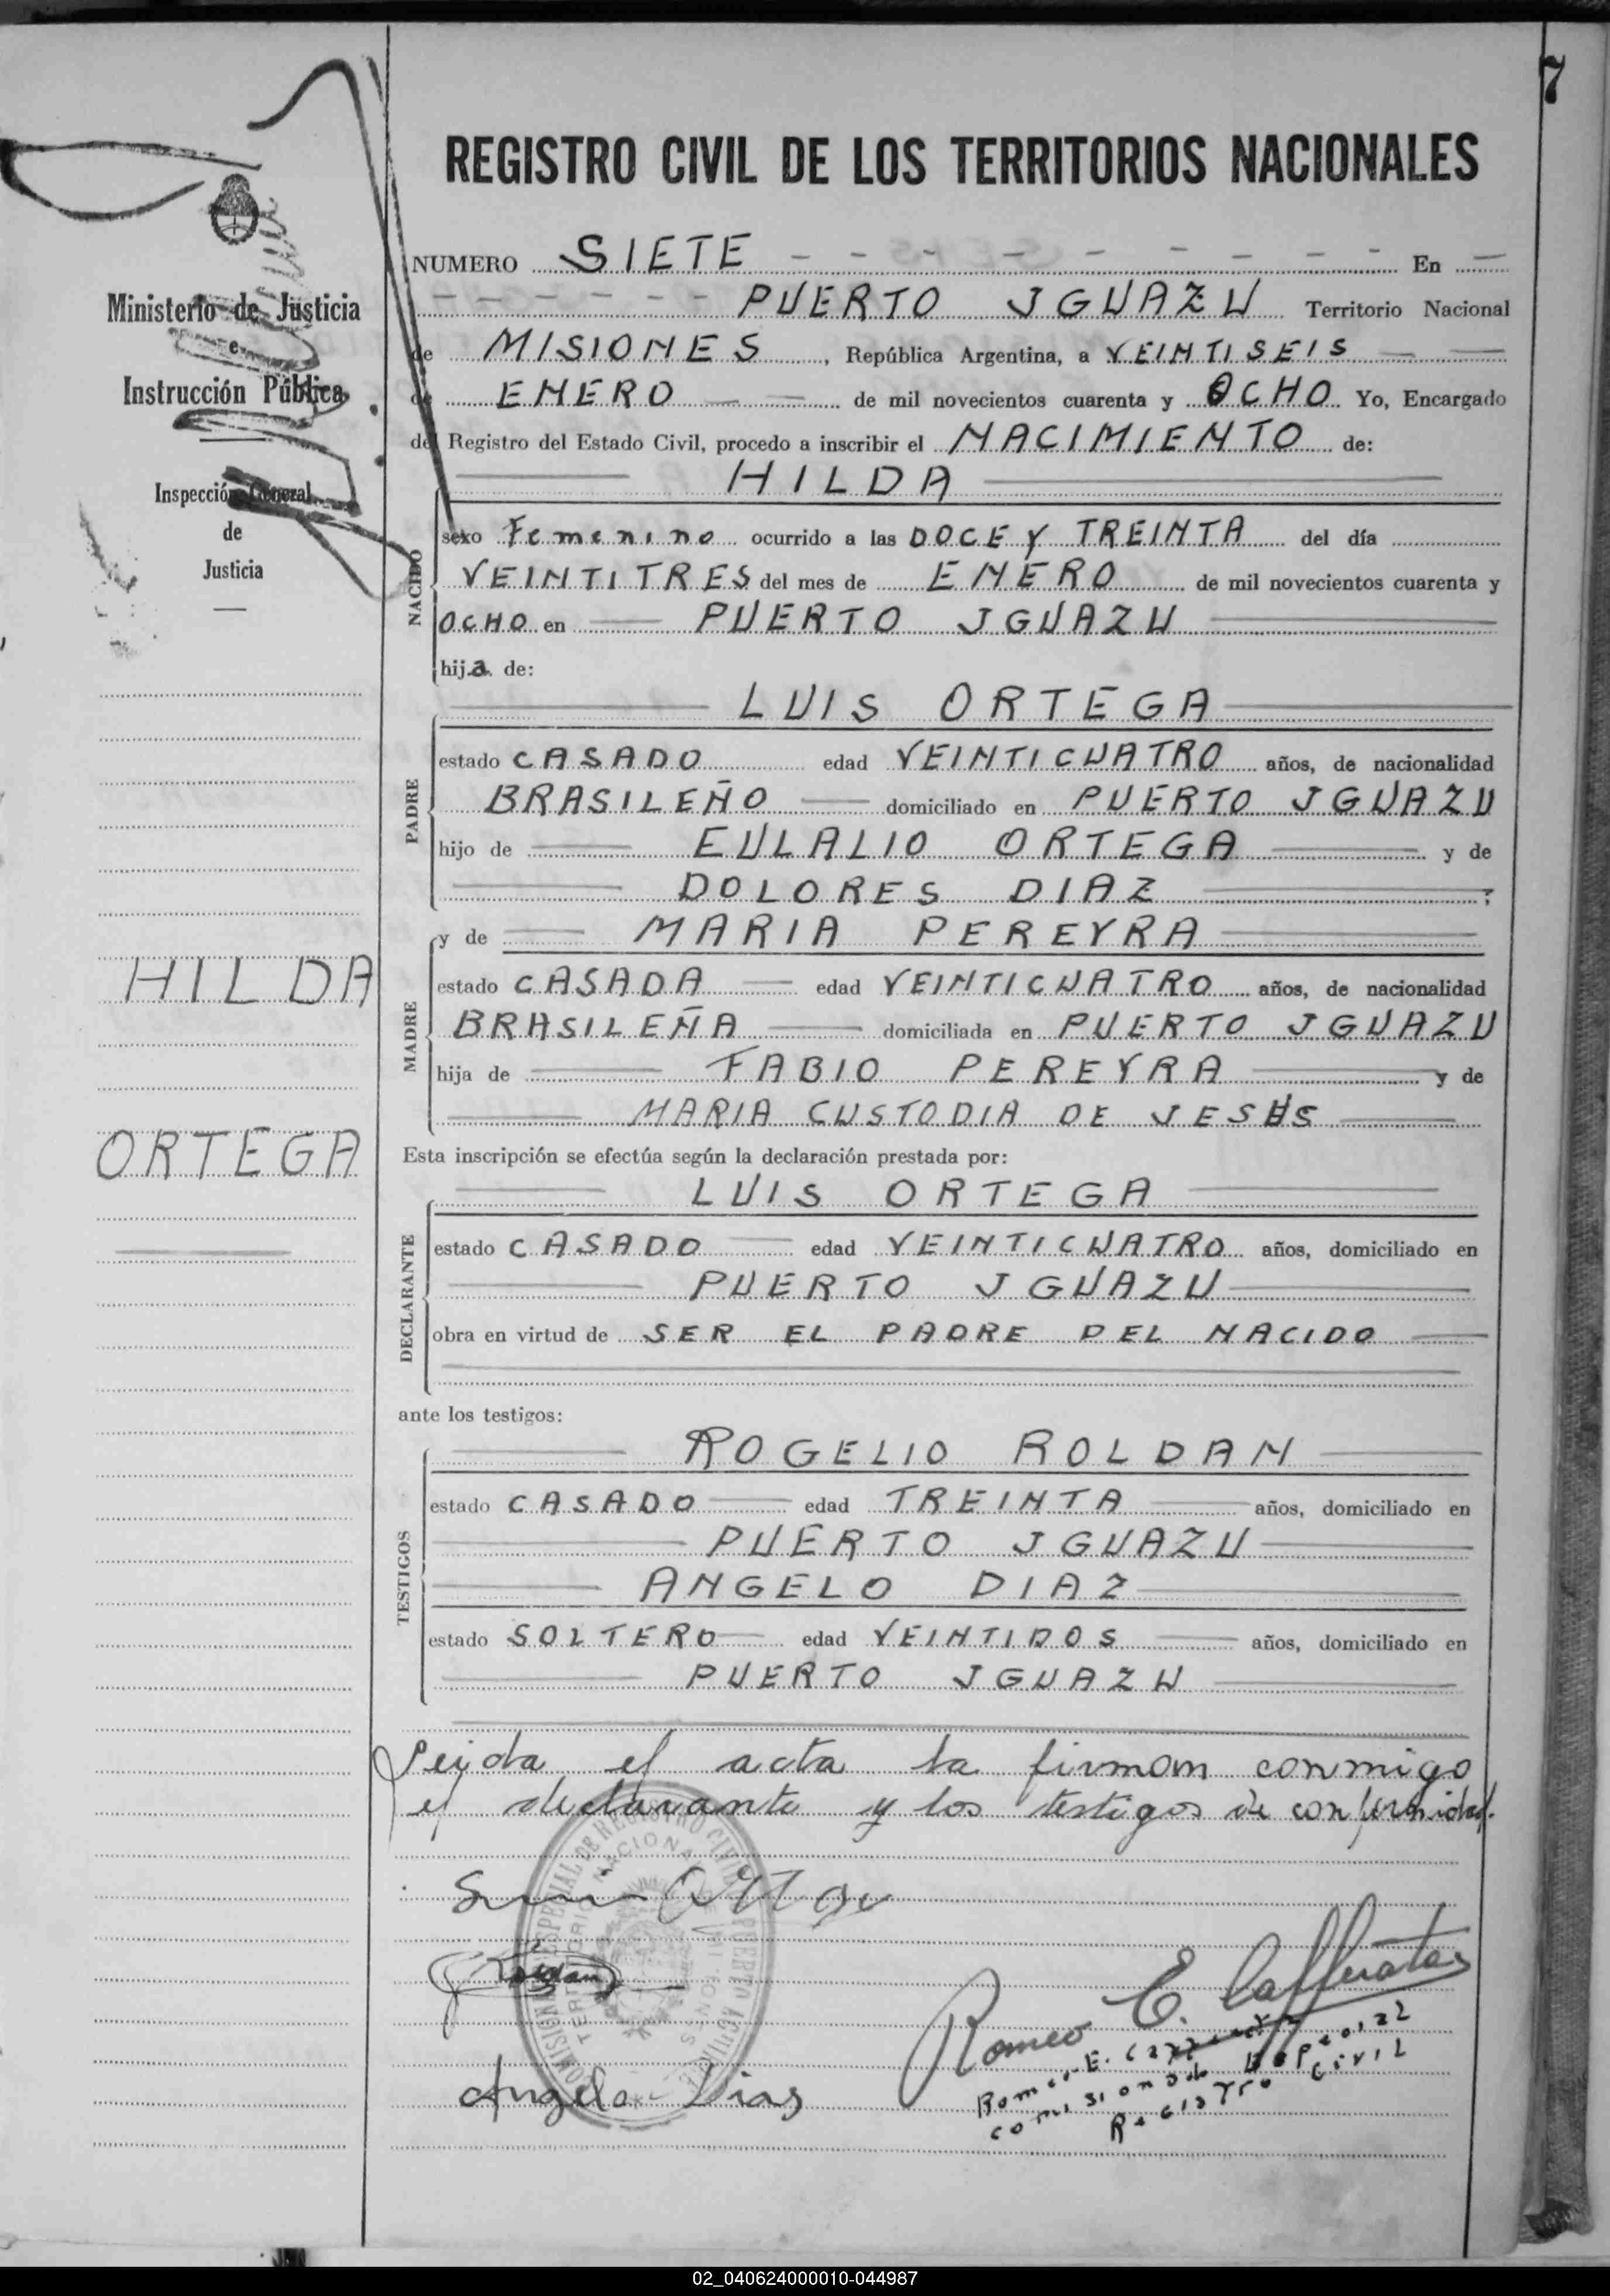 7
REGISTRO CIVIL DE LOS TERRITORIOS NACIONALES
Ministerio de Justicia
e
Instrucción Pública
Inspección General
de
Justicia
HILDA
ORTEGA
NUMERO SIETE En
PUERTO IGUAZU Territorio Nacional
de MISIONES, República Argentina, a VEINTISEIS
de ENERO de mil novecientos cuarenta y OCHO Yo, Encargado
del Registro del Estado Civil, procedo a inscribir el NACIMIENTO de:
HILDA
NACIDO
sexo Femenino ocurrido a las DOCE Y TREINTA del día
VEINTITRES del mes de ENERO de mil novecientos cuarenta y
OCHO en PUERTO IGUAZU
hija de:
LUIS ORTEGA
PADRE
estado CASADO edad VEINTICUATRO años, de nacionalidad
BRASILEÑO domiciliado en PUERTO IGUAZU
hijo de EULALIO ORTEGA y de
DOLORES DIAZ ;
y de MARIA PEREYRA
MADRE
estado CASADA edad VEINTICUATRO años, de nacionalidad
BRASILEÑA domiciliada en PUERTO IGUAZU
hija de FABIO PEREYRA y de
MARIA CUSTODIA DE JESUS
Esta inscripción se efectúa según la declaración prestada por:
LUIS ORTEGA
DECLARANTE
estado CASADO edad VEINTICUATRO años, domiciliado en
PUERTO IGUAZU
obra en virtud de SER EL PADRE DEL NACIDO
ante los testigos:
ROGELIO ROLDAN
TESTIGOS
estado CASADO edad TREINTA años, domiciliado en
PUERTO IGUAZU
ANGELO DIAZ
estado SOLTERO edad VEINTIDOS años, domiciliado en
PUERTO IGUAZU
Leida el acta la firman conmigo
el declarante y los testigos de conformidad.
Roldan
Romeo E. Cafferatas
Angelo Dias
Romeo E.
comisionado Especial
Registro Civil
02_040624000010-044987